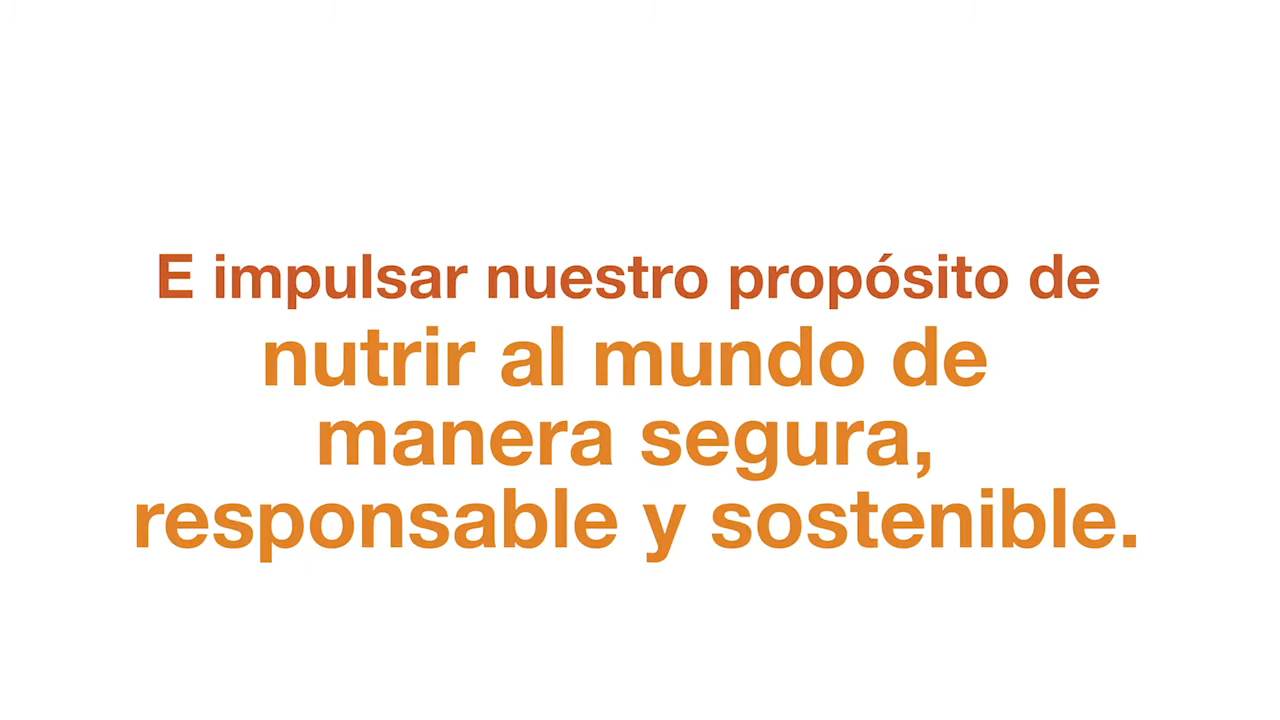 E impulsar nuestro propósito de
nutrir al mundo de
manera segura,
responsable y sostenible.